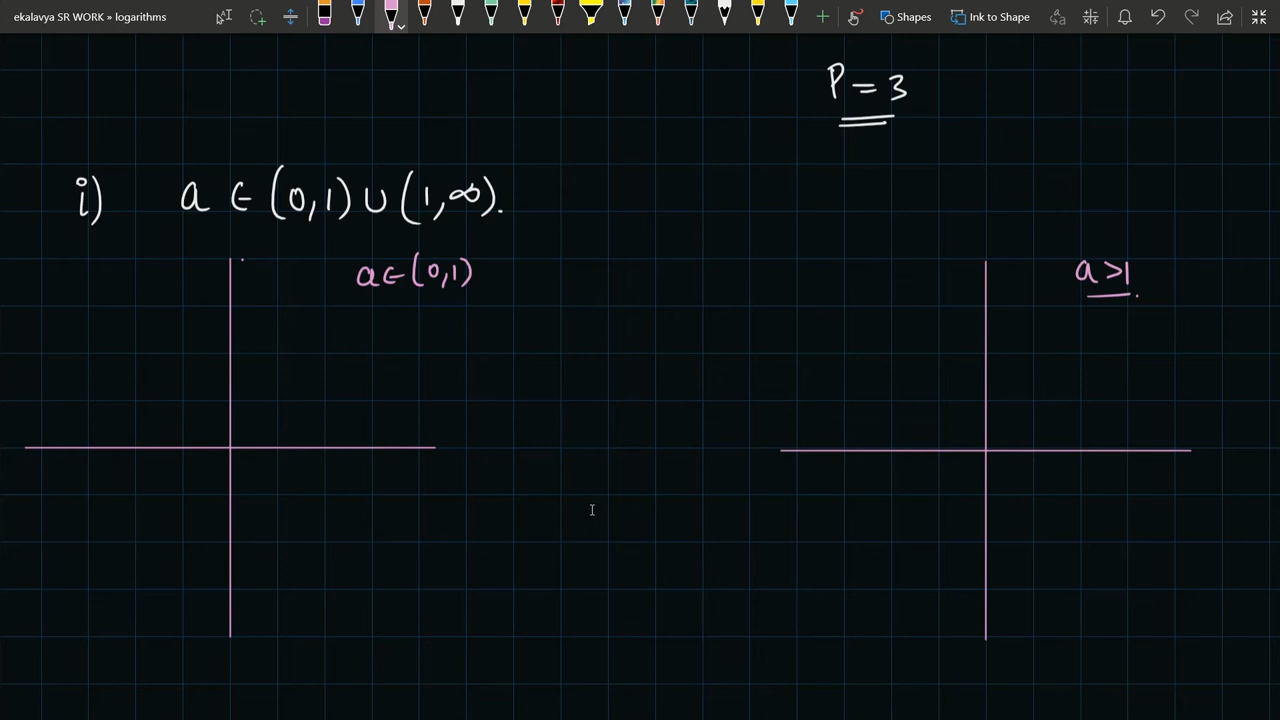 ekalavya SR WORK » logarithms
Shapes
Ink to Shape
P = 3
i) a ∈ (0,1) ∪ (1,∞).
a ∈ (0,1)
a >1